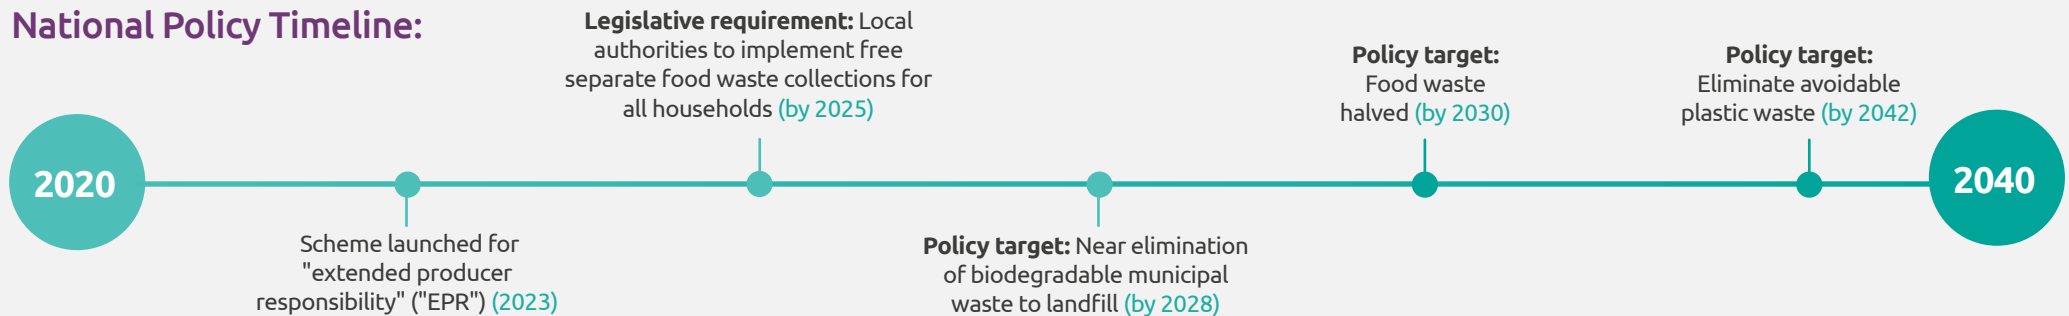 National Policy Timeline:
2020
Scheme launched for
"extended producer
responsibility" ("EPR") (2023)
Legislative requirement: Local
authorities to implement free
separate food waste collections for
all households (by 2025)
Policy target: Near elimination
of biodegradable municipal
waste to landfill (by 2028)
Policy target:
Food waste
halved (by 2030)
Policy target:
Eliminate avoidable
plastic waste (by 2042)
2040